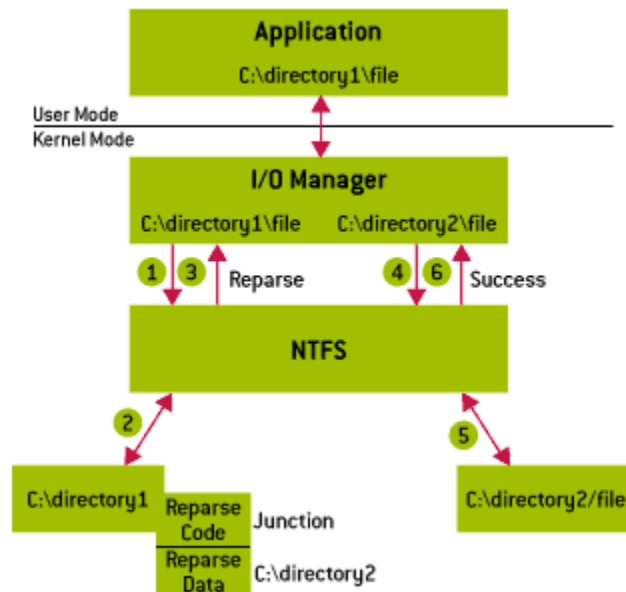 Application
C:\directory1\file
User Mode
Kernel Mode
I/O Manager
C:\directory1\file C:\directory2\file
1 3 Reparse 4 6 Success
NTFS
2
5
C:\directory1
C:\directory2/file
Reparse Code
Junction
Reparse Data
C:\directory2